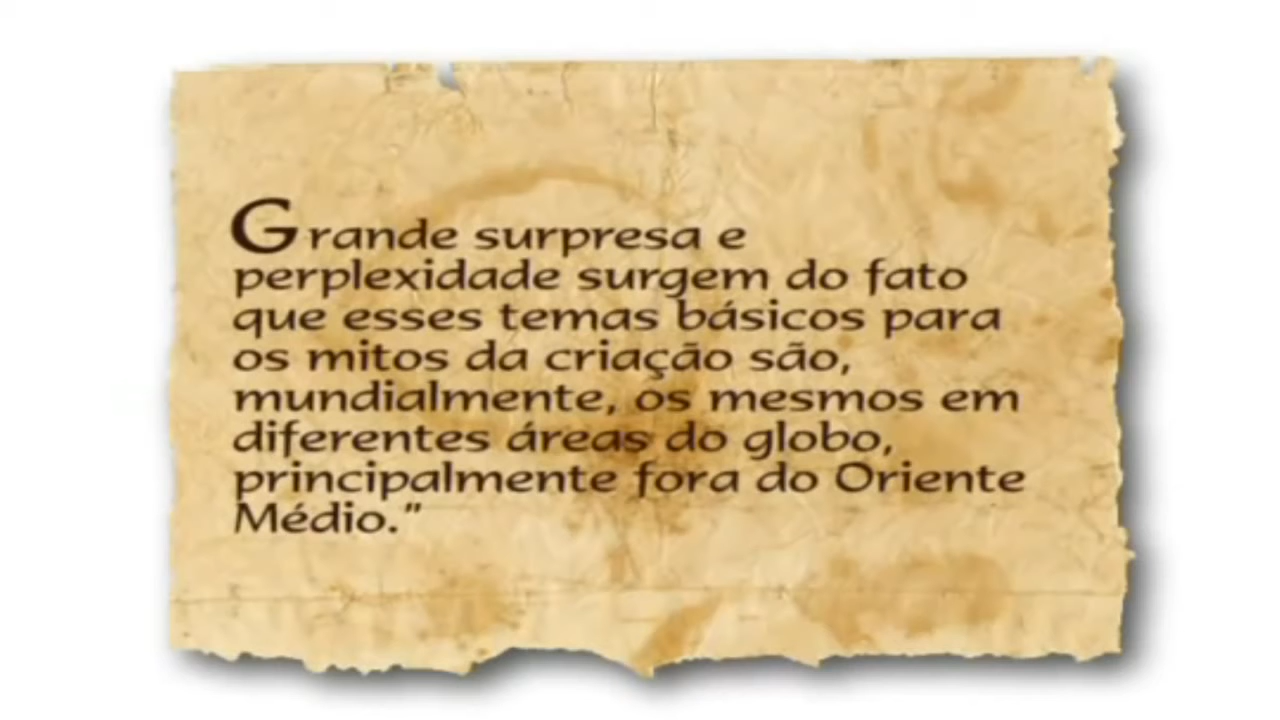 Grande surpresa e
perplexidade surgem do fato
que esses temas básicos para
os mitos da criação são,
mundialmente, os mesmos em
diferentes áreas do globo,
principalmente fora do Oriente
Médio."